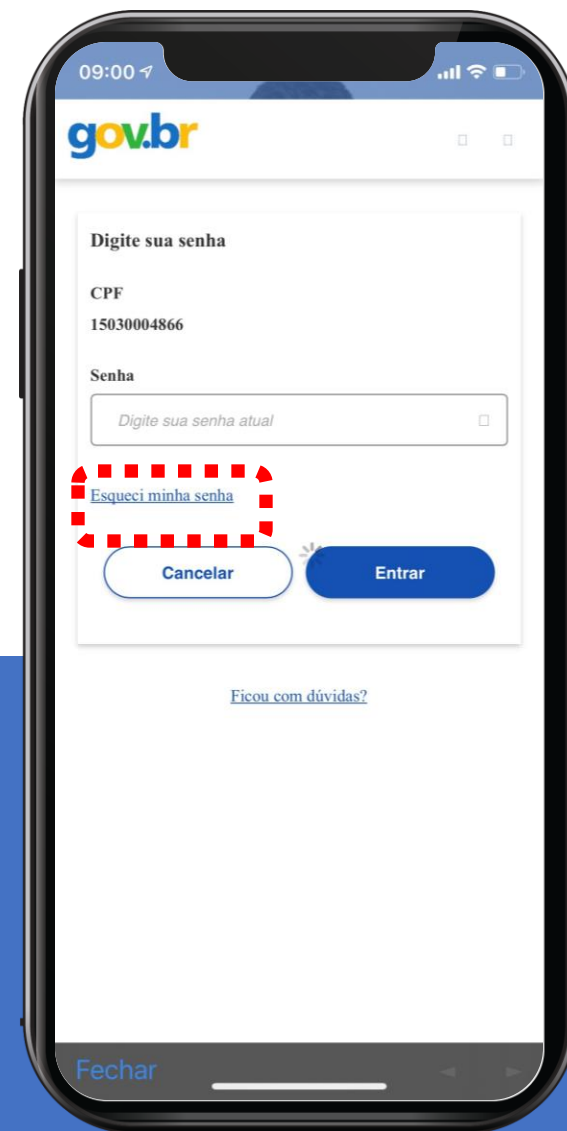 09:00
gov.br
Digite sua senha
CPF
15030004866
Senha
Digite sua senha atual
Esqueci minha senha
Cancelar Entrar
Ficou com dúvidas?
Fechar